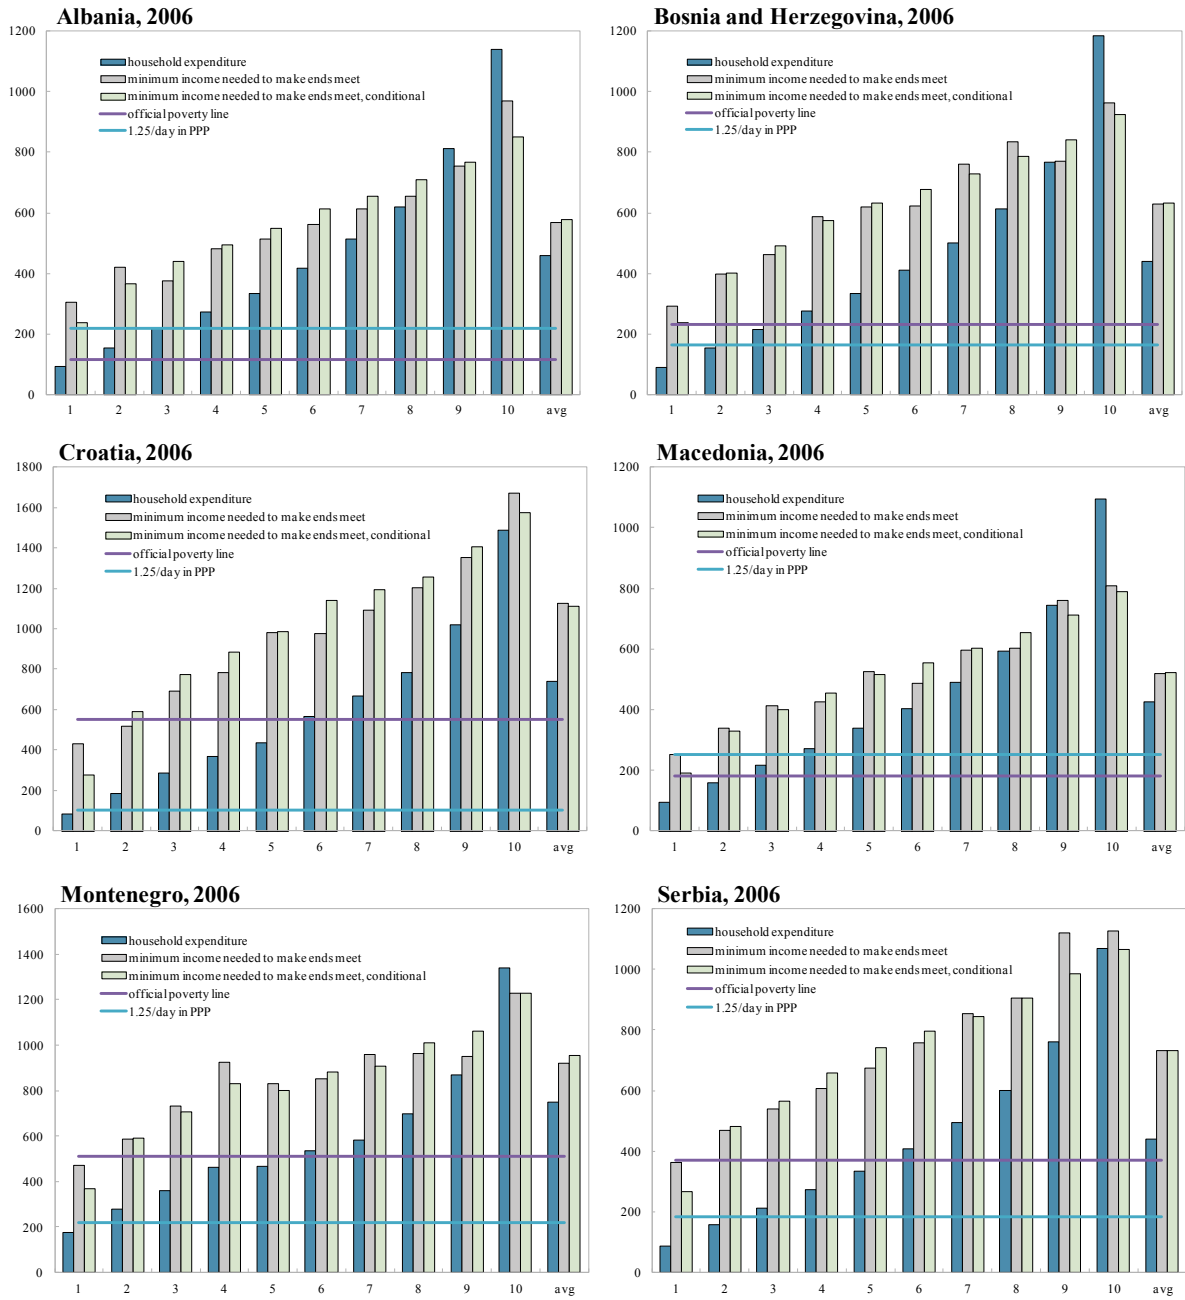 Albania, 2006
1200
1000
800
600
400
200
0
household expenditure
minimum income needed to make ends meet
minimum income needed to make ends meet, conditional
official poverty line
1.25/day in PPP
1 2 3 4 5 6 7 8 9 10 avg
Bosnia and Herzegovina, 2006
1200
1000
800
600
400
200
0
household expenditure
minimum income needed to make ends meet
minimum income needed to make ends meet, conditional
official poverty line
1.25/day in PPP
1 2 3 4 5 6 7 8 9 10 avg
Croatia, 2006
1800
1600
1400
1200
1000
800
600
400
200
0
household expenditure
minimum income needed to make ends meet
minimum income needed to make ends meet, conditional
official poverty line
1.25/day in PPP
1 2 3 4 5 6 7 8 9 10 avg
Macedonia, 2006
1200
1000
800
600
400
200
0
household expenditure
minimum income needed to make ends meet
minimum income needed to make ends meet, conditional
official poverty line
1.25/day in PPP
1 2 3 4 5 6 7 8 9 10 avg
Montenegro, 2006
1600
1400
1200
1000
800
600
400
200
0
household expenditure
minimum income needed to make ends meet
minimum income needed to make ends meet, conditional
official poverty line
1.25/day in PPP
1 2 3 4 5 6 7 8 9 10 avg
Serbia, 2006
1200
1000
800
600
400
200
0
household expenditure
minimum income needed to make ends meet
minimum income needed to make ends meet, conditional
official poverty line
1.25/day in PPP
1 2 3 4 5 6 7 8 9 10 avg